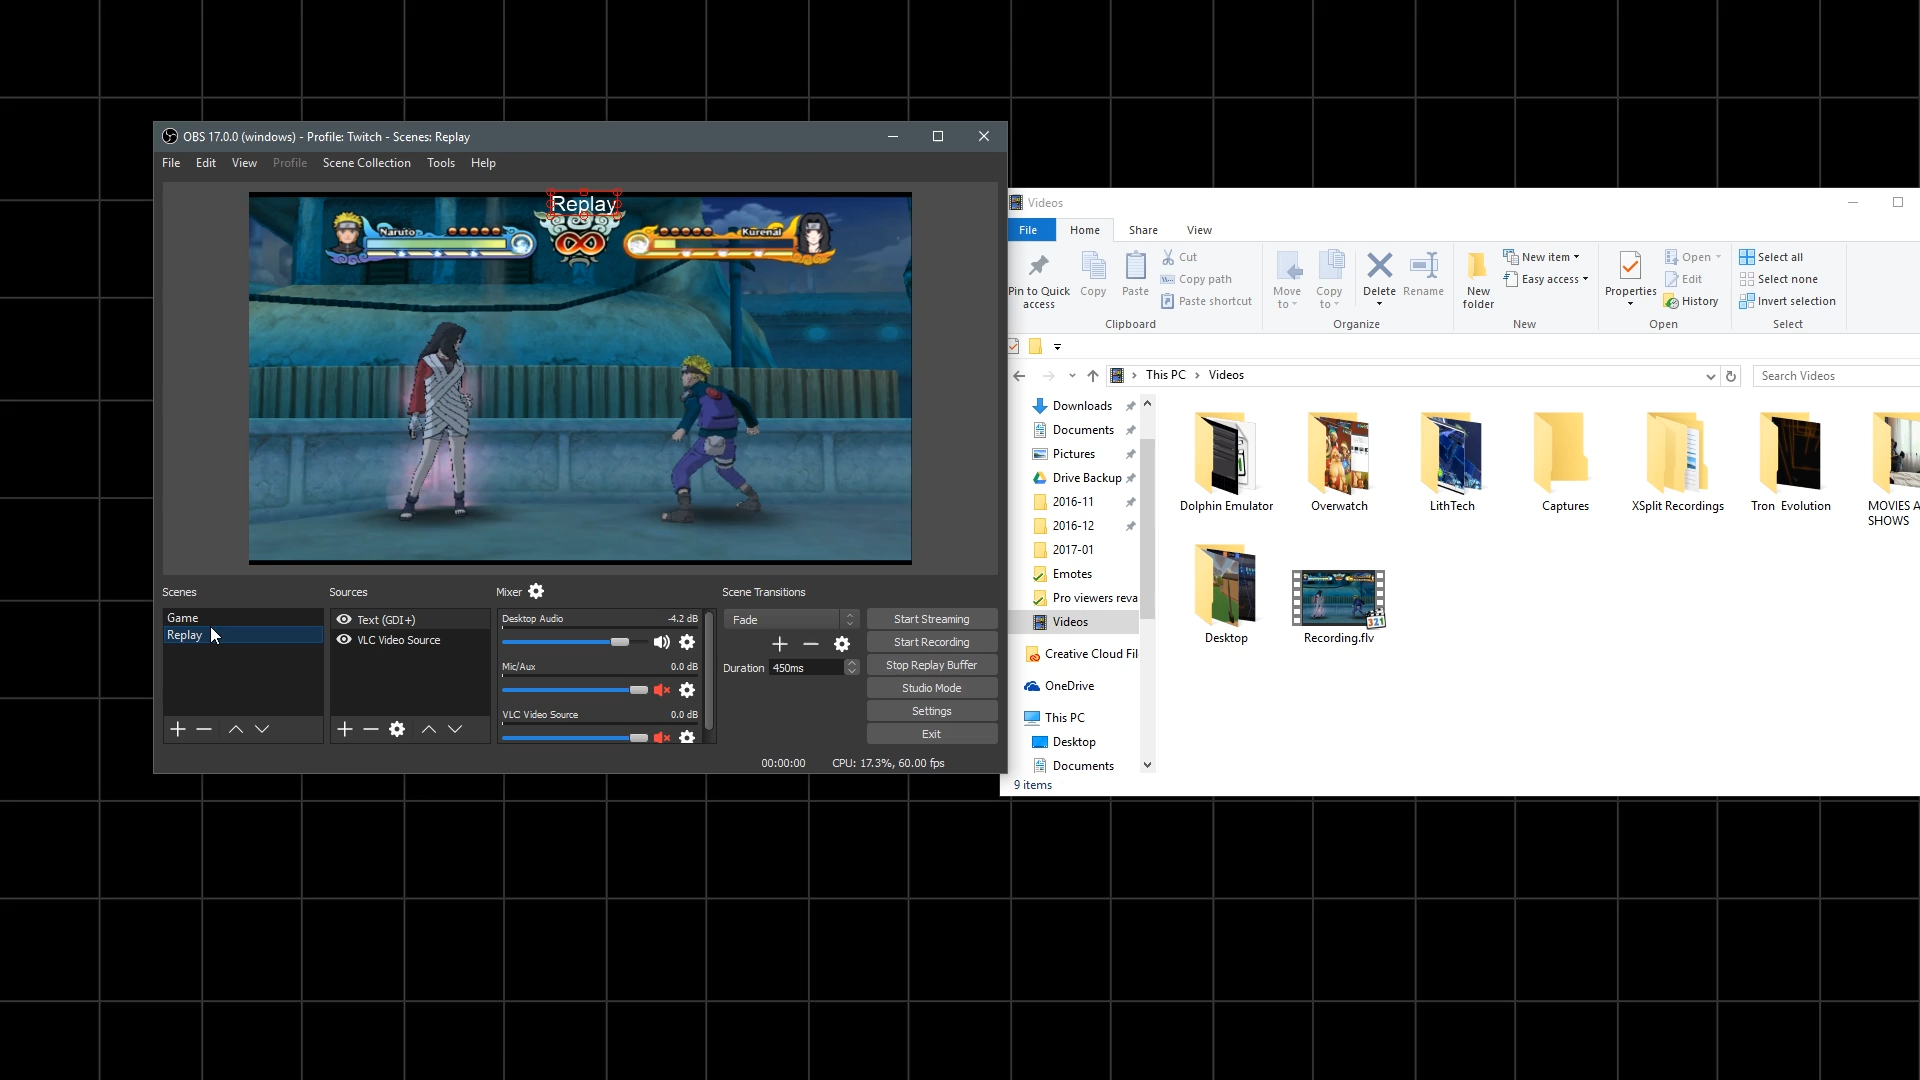 OBS 17.0.0 (windows) - Profile: Twitch - Scenes: Replay
File Edit View Profile Scene Collection Tools Help
Replay
Naruto
Kurenai
Scenes
Game
Replay
Sources
Text (GDI+)
VLC Video Source
Mixer
Desktop Audio -4.2 dB
Mic/Aux 0.0 dB
VLC Video Source 0.0 dB
Scene Transitions
Fade
Duration 450ms
Start Streaming
Start Recording
Stop Replay Buffer
Studio Mode
Settings
Exit
00:00:00 CPU: 17.3%, 60.00 fps
Videos
File Home Share View
Pin to Quick
access
Copy
Paste
Cut
Copy path
Paste shortcut
Clipboard
Move
to
Copy
to
Delete
Rename
Organize
New
folder
New item
Easy access
New
Properties
Open
Edit
History
Open
Select all
Select none
Invert selection
Select
This PC Videos
Search Videos
Downloads
Documents
Pictures
Drive Backup
2016-11
2016-12
2017-01
Emotes
Pro viewers reva
Videos
Creative Cloud Fil
OneDrive
This PC
Desktop
Documents
Dolphin Emulator
Overwatch
LithTech
Captures
XSplit Recordings
Tron Evolution
MOVIES A
SHOWS
Desktop
321
Recording.flv
9 items